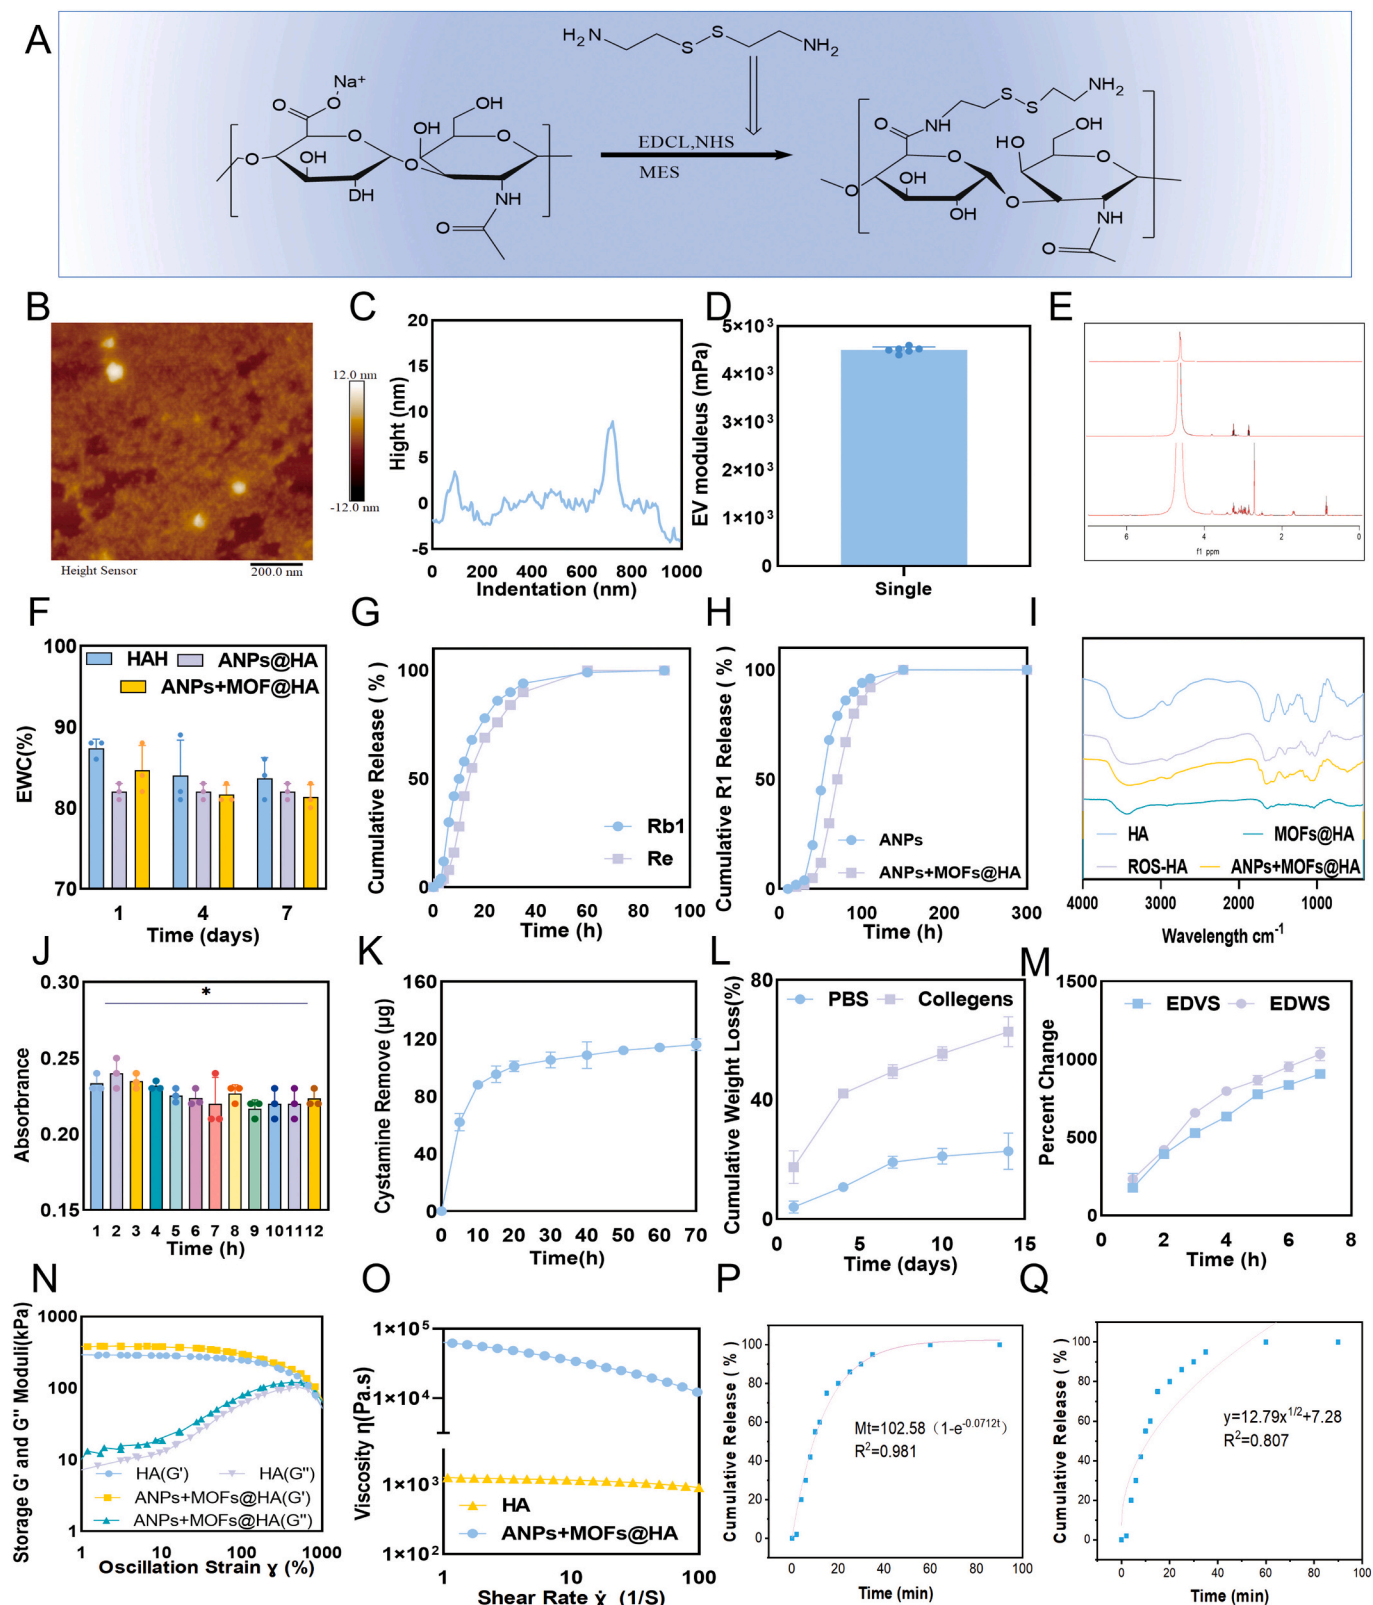 A
H₂N
S
S
NH₂
Na⁺
O
O
OH
O
OH
O
O
OH
DH
O
NH
O
EDCL,NHS
MES
O
NH
S
S
NH₂
OH
OH
O
O
O
OH
OH
O
NH
O
B
12.0 nm
-12.0 nm
Height Sensor
200.0 nm
C
Hight (nm)
20
15
10
5
0
-5
0 200 400 600 800 1000
Indentation (nm)
D
EV moduleus (mPa)
5×10³
4×10³
3×10³
2×10³
1×10³
0
Single
E
6 4 2 0
f1 ppm
F
EWC(%)
100
90
80
70
HAH ANPs@HA
ANPs+MOF@HA
1 4 7
Time (days)
G
Cumulative Release ( % )
100
50
0
Rb1
Re
0 20 40 60 80 100
Time (h)
H
Cumulative R1 Release ( % )
100
50
0
ANPs
ANPs+MOFs@HA
0 100 200 300
Time (h)
I
HA MOFs@HA
ROS-HA ANPs+MOFs@HA
4000 3000 2000 1000
Wavelength cm⁻¹
J
Absorbrance
0.30
0.25
0.20
0.15
*
1 2 3 4 5 6 7 8 9 10 11 12
Time (h)
K
Cystamine Remove (μg)
160
120
80
40
0
0 10 20 30 40 50 60 70
Time(h)
L
Cumulative Weight Loss(%)
80
40
0
PBS Collegens
0 5 10 15
Time (days)
M
Percent Change
1500
1000
500
0
EDVS EDWS
0 2 4 6 8
Time (h)
N
Storage G' and G'' Moduli(kPa)
1000
100
10
1
HA(G') HA(G'')
ANPs+MOFs@HA(G')
ANPs+MOFs@HA(G'')
1 10 100 1000
Oscillation Strain ɣ (%)
O
Viscosity η(Pa.s)
1×10⁵
1×10⁴
1×10³
1×10²
HA
ANPs+MOFs@HA
1 10 100
Shear Rate ɣ̇ (1/S)
P
Cumulative Release ( % )
100
80
60
40
20
0
Mt=102.58（1-e⁻⁰·⁰⁷¹²ᵗ）
R²=0.981
0 20 40 60 80 100
Time (min)
Q
Cumulative Release ( % )
100
80
60
40
20
0
y=12.79x¹ᐟ²+7.28
R²=0.807
0 20 40 60 80 100
Time (min)